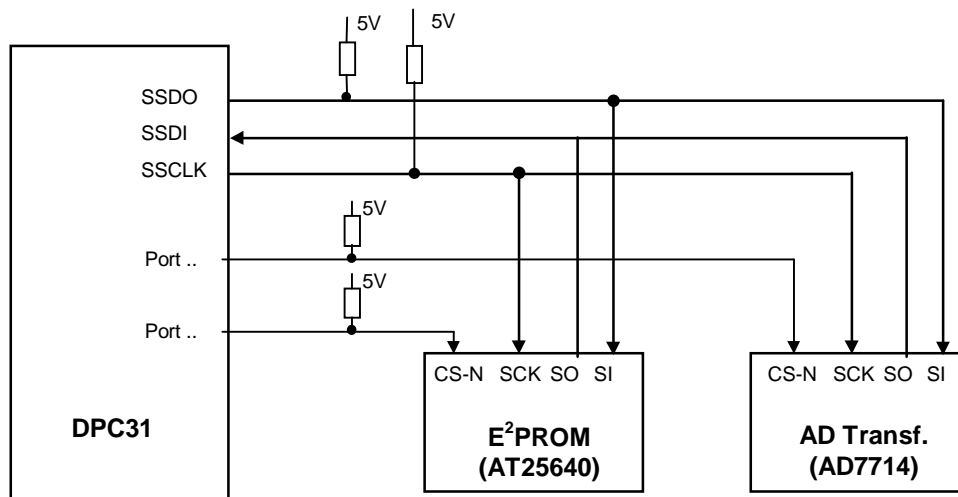 5V
5V
SSDO
SSDI
SSCLK
5V
Port ..
5V
Port ..
CS-N SCK SO SI
CS-N SCK SO SI
DPC31
E²PROM
(AT25640)
AD Transf.
(AD7714)